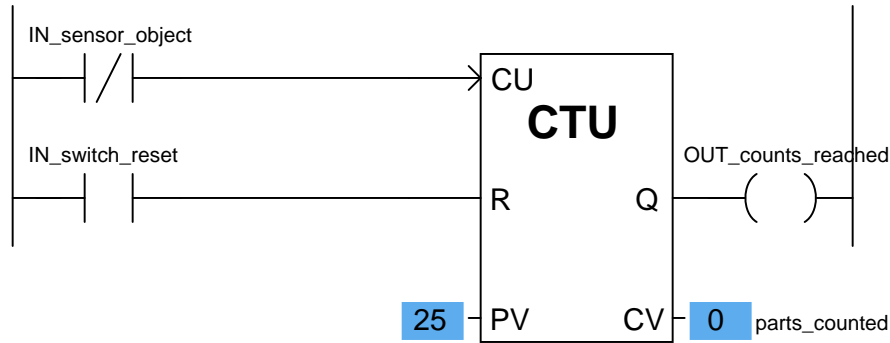 IN_sensor_object
CU
CTU
IN_switch_reset
OUT_counts_reached
R
Q
25
PV
CV
0
parts_counted